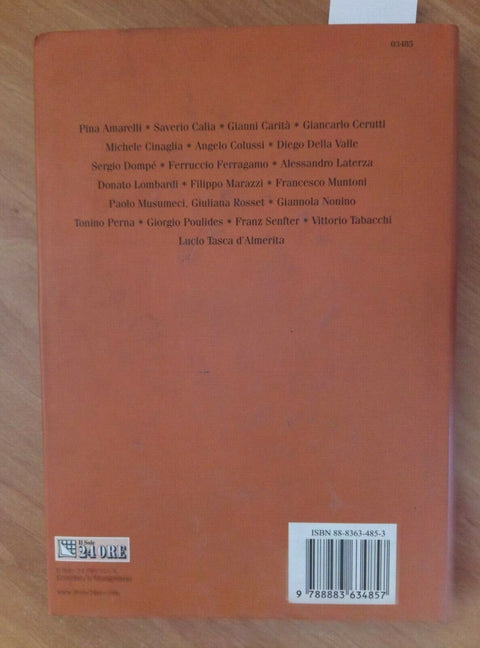 03485
Pina Amarelli * Saverio Calia * Gianni Carità * Giancarlo Cerutti
Michele Cinaglia * Angelo Colussi * Diego Della Valle
Sergio Dompé * Ferruccio Ferragamo * Alessandro Laterza
Donato Lombardi * Filippo Marazzi * Francesco Muntoni
Paolo Musumeci, Giuliana Rosset * Giannola Nonino
Tonino Perna * Giorgio Poulides * Franz Senfter * Vittorio Tabacchi
Lucio Tasca d'Almerita
Il Sole
24 ORE
ISBN 88-8363-485-3
9 788883 634857